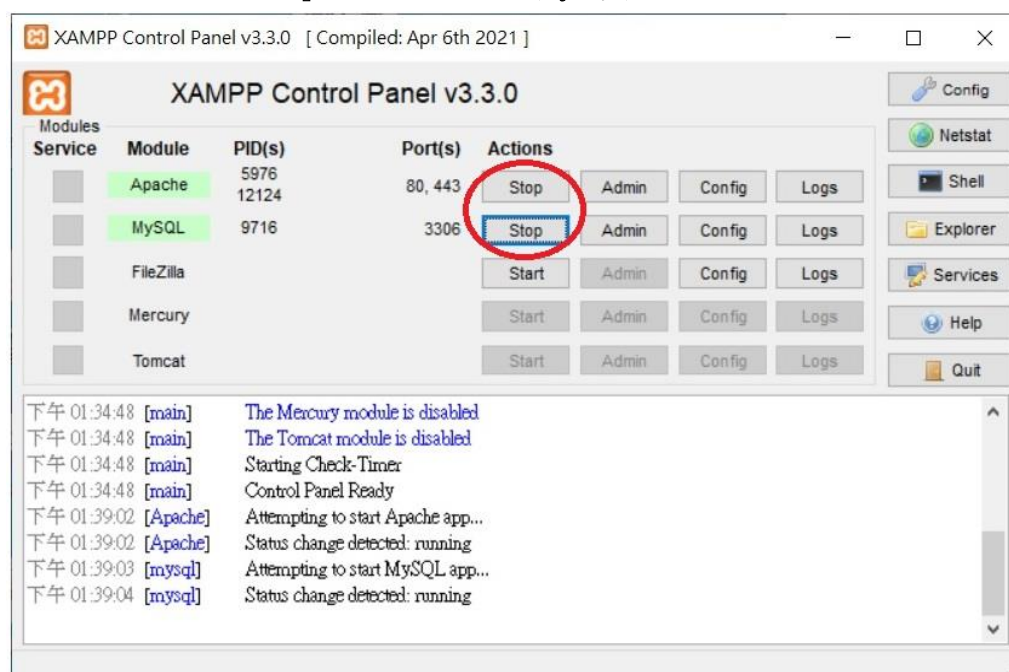 XAMPP Control Panel v3.3.0 [ Compiled: Apr 6th 2021 ]
XAMPP Control Panel v3.3.0
Config
Modules
Netstat
Service Module PID(s) Port(s) Actions
Apache 5976 12124 80, 443 Stop Admin Config Logs
Shell
MySQL 9716 3306 Stop Admin Config Logs
Explorer
FileZilla Start Admin Config Logs
Services
Mercury Start Admin Config Logs
Help
Tomcat Start Admin Config Logs
Quit
下午 01:34:48 [main] The Mercury module is disabled
下午 01:34:48 [main] The Tomcat module is disabled
下午 01:34:48 [main] Starting Check-Timer
下午 01:34:48 [main] Control Panel Ready
下午 01:39:02 [Apache] Attempting to start Apache app...
下午 01:39:02 [Apache] Status change detected: running
下午 01:39:03 [mysql] Attempting to start MySQL app...
下午 01:39:04 [mysql] Status change detected: running